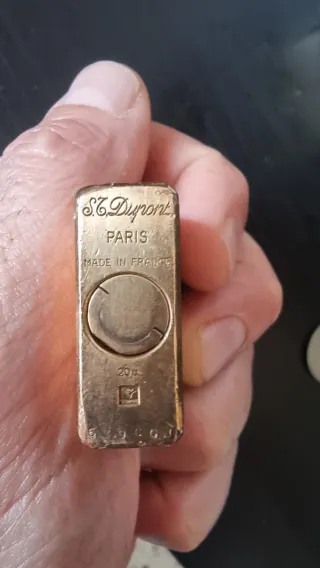 S.T. Dupont
PARIS
MADE IN FRANCE
20 µ